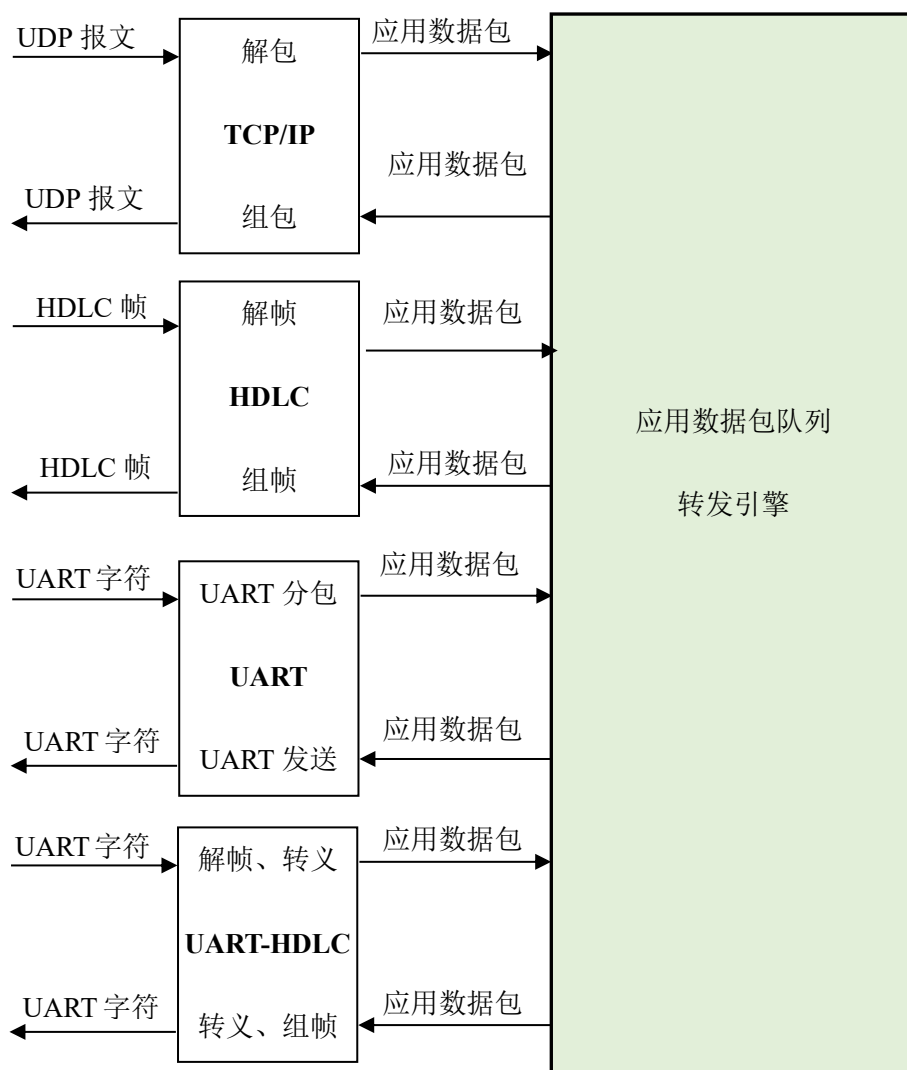 UDP 报文
解包
应用数据包
TCP/IP
应用数据包
UDP 报文
组包
HDLC 帧
解帧
应用数据包
HDLC
应用数据包
HDLC 帧
组帧
应用数据包队列
转发引擎
UART 字符
UART 分包
应用数据包
UART
应用数据包
UART 字符
UART 发送
UART 字符
解帧、转义
应用数据包
UART-HDLC
应用数据包
UART 字符
转义、组帧